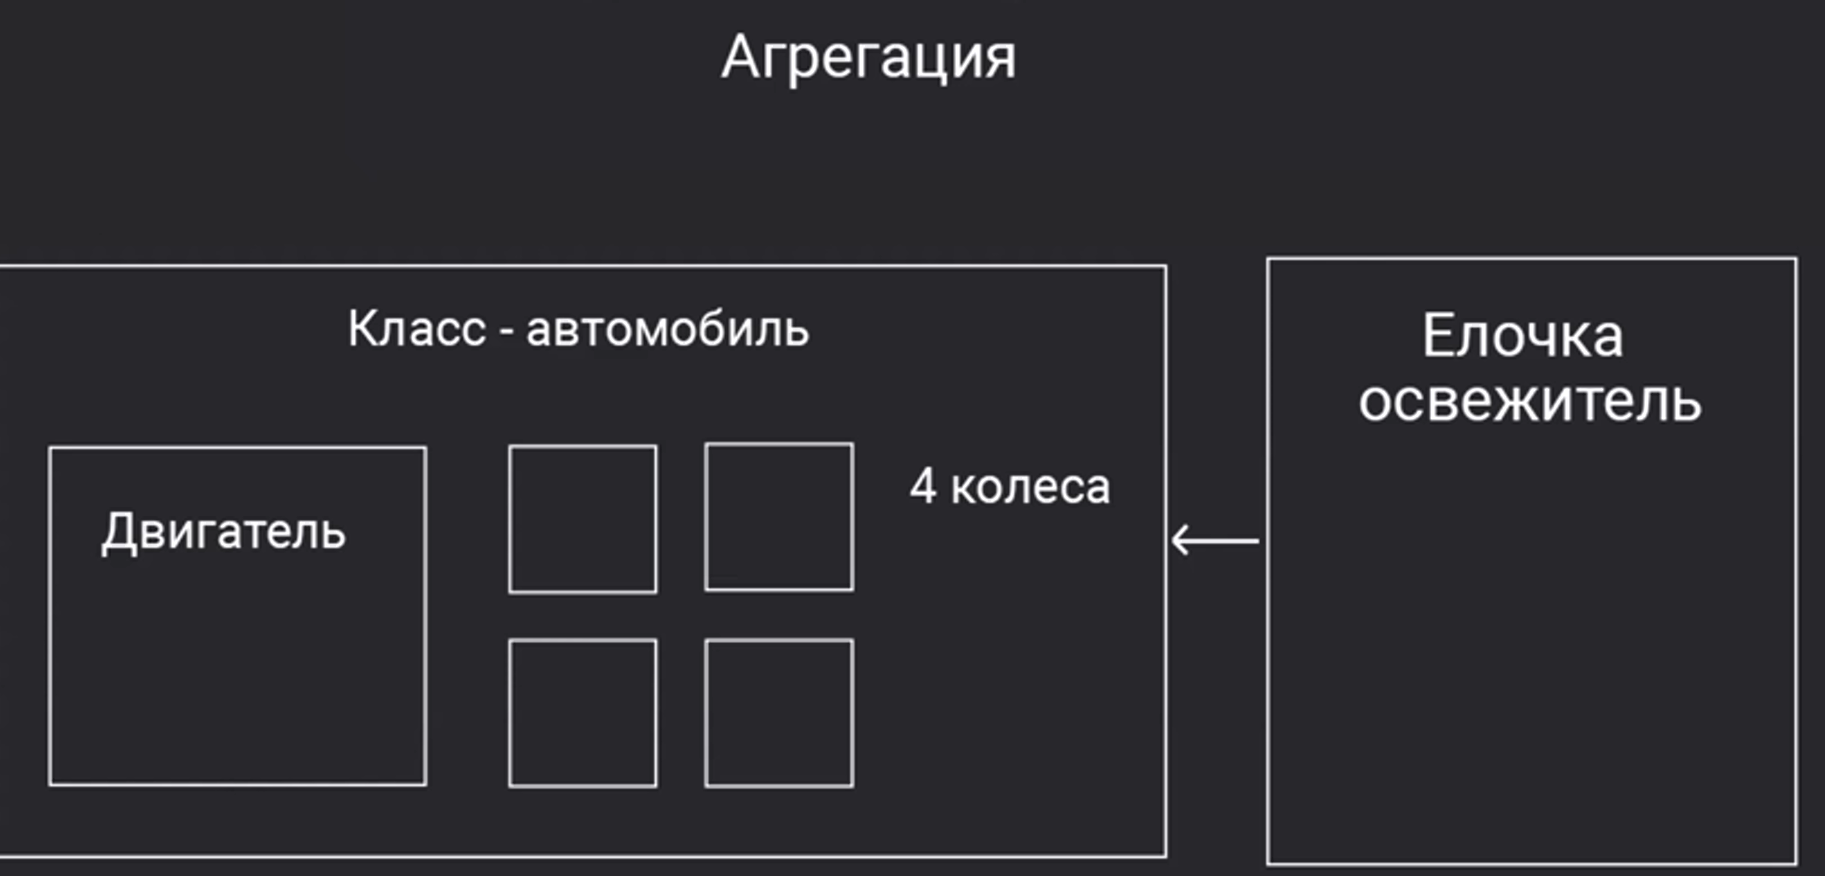 Агрегация
Класс - автомобиль
Двигатель
4 колеса
Елочка
освежитель